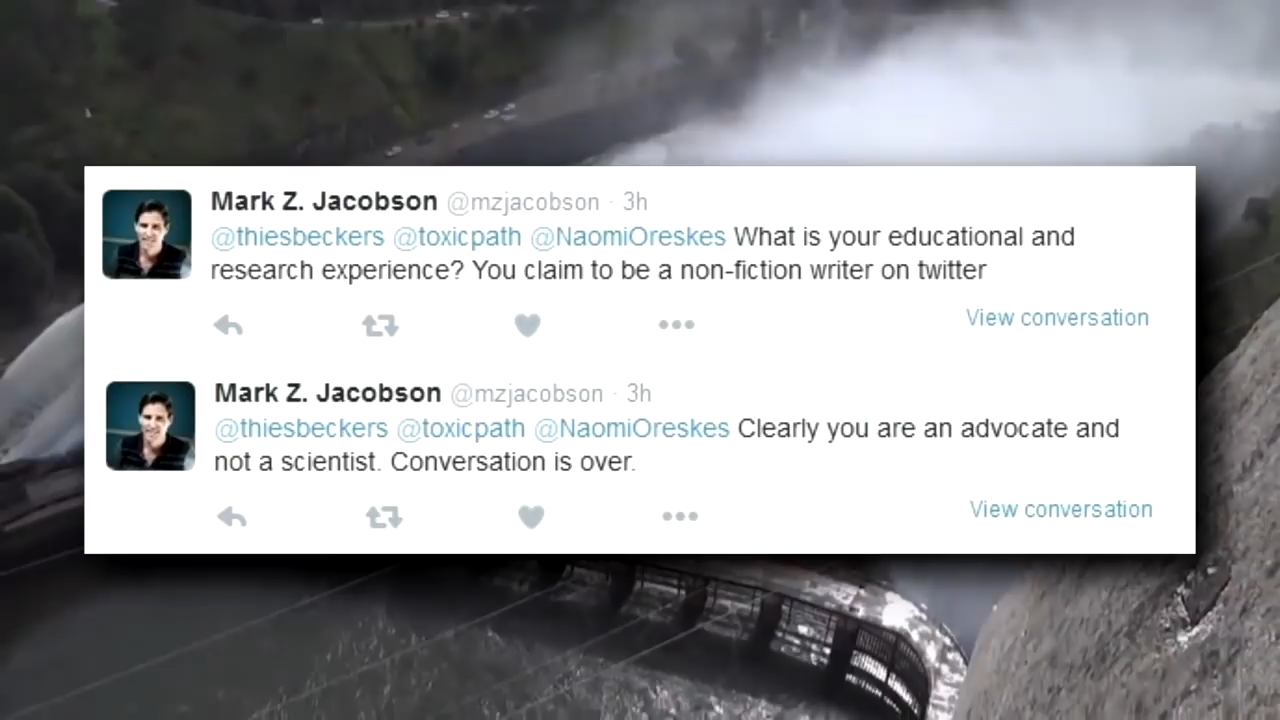 Mark Z. Jacobson @mzjacobson · 3h
@thiesbeckers @toxicpath @NaomiOreskes What is your educational and
research experience? You claim to be a non-fiction writer on twitter
View conversation
Mark Z. Jacobson @mzjacobson · 3h
@thiesbeckers @toxicpath @NaomiOreskes Clearly you are an advocate and
not a scientist. Conversation is over.
View conversation